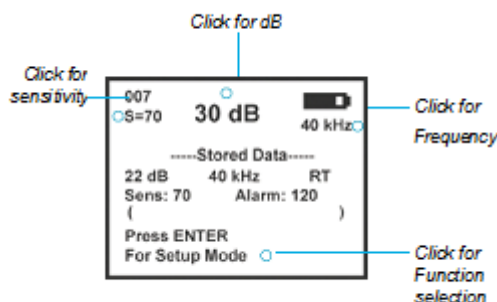 Click for dB
Click for
sensitivity
007
S=70
30 dB
40 kHz
Click for
Frequency
-----Stored Data-----
22 dB 40 kHz RT
Sens: 70 Alarm: 120
( )
Press ENTER
For Setup Mode
Click for
Function
selection